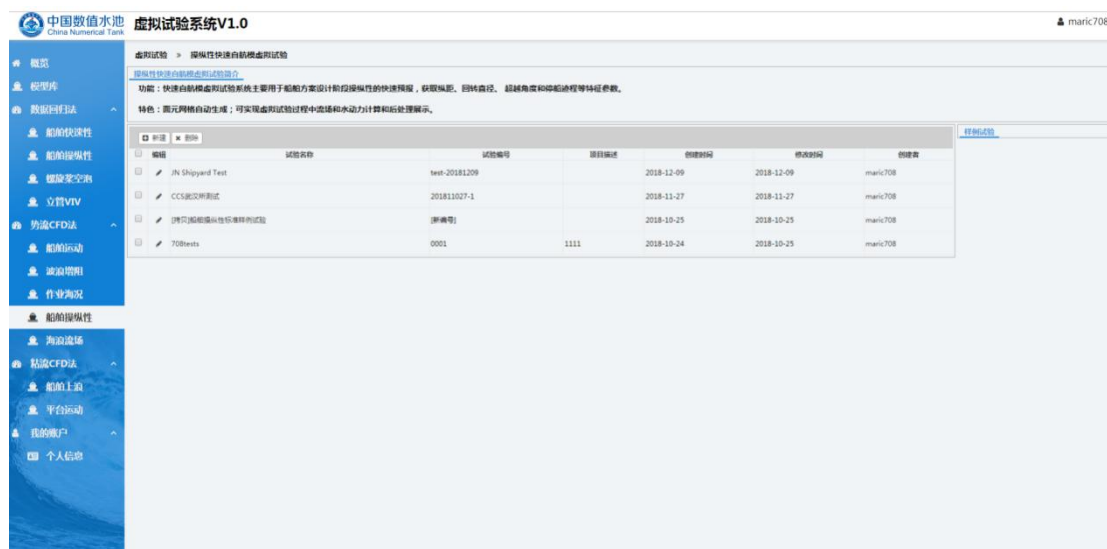 中国数值水池
China Numerical Tank
虚拟试验系统V1.0
maric708
概览
模型库
数据回归法
船舶快速性
船舶操纵性
螺旋桨空泡
立管VIV
势流CFD法
船舶运动
波浪增阻
作业海况
船舶操纵性
海浪流场
粘流CFD法
船舶上浪
平台运动
我的账户
个人信息
虚拟试验 » 操纵性快速自航模虚拟试验
操纵性快速自航模虚拟试验简介
功能：快速自航模虚拟试验系统主要用于船舶方案设计阶段操纵性的快速预报，获取纵距、回转直径、 超越角度和停船迹程等特征参数。
特色：面元网格自动生成；可实现虚拟试验过程中流场和水动力计算和后处理展示。
新建 删除
编辑 试验名称 试验编号 项目描述 创建时间 修改时间 创建者
JN Shipyard Test test-20181209 2018-12-09 2018-12-09 maric708
CCS武汉所测试 201811027-1 2018-11-27 2018-11-27 maric708
[拷贝]船舶操纵性标准样例试验 [新编号] 2018-10-25 2018-10-25 maric708
708tests 0001 1111 2018-10-24 2018-10-25 maric708
样例试验